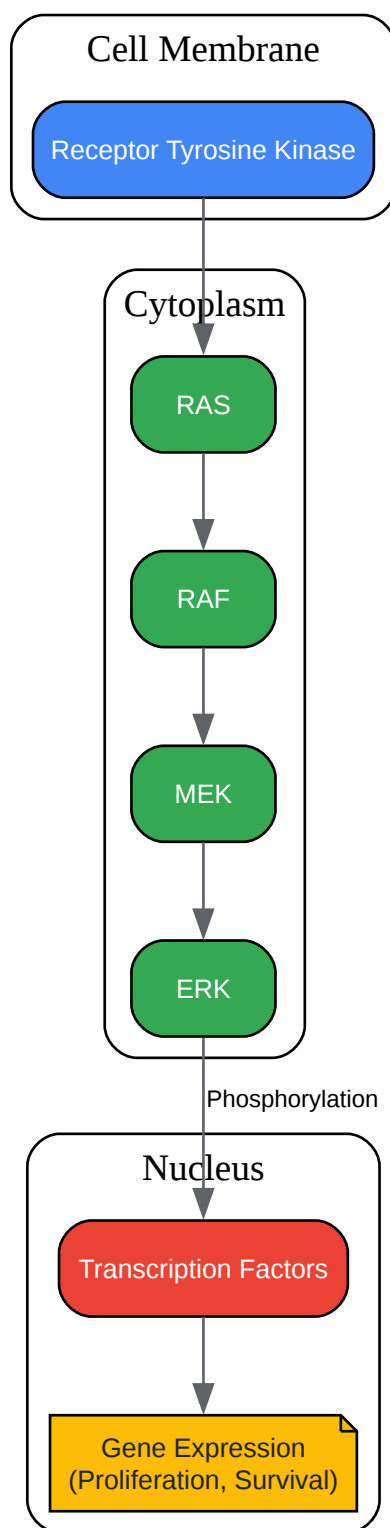 Cell Membrane
Receptor Tyrosine Kinase
Cytoplasm
RAS
RAF
MEK
ERK
Phosphorylation
Nucleus
Transcription Factors
Gene Expression
(Proliferation, Survival)